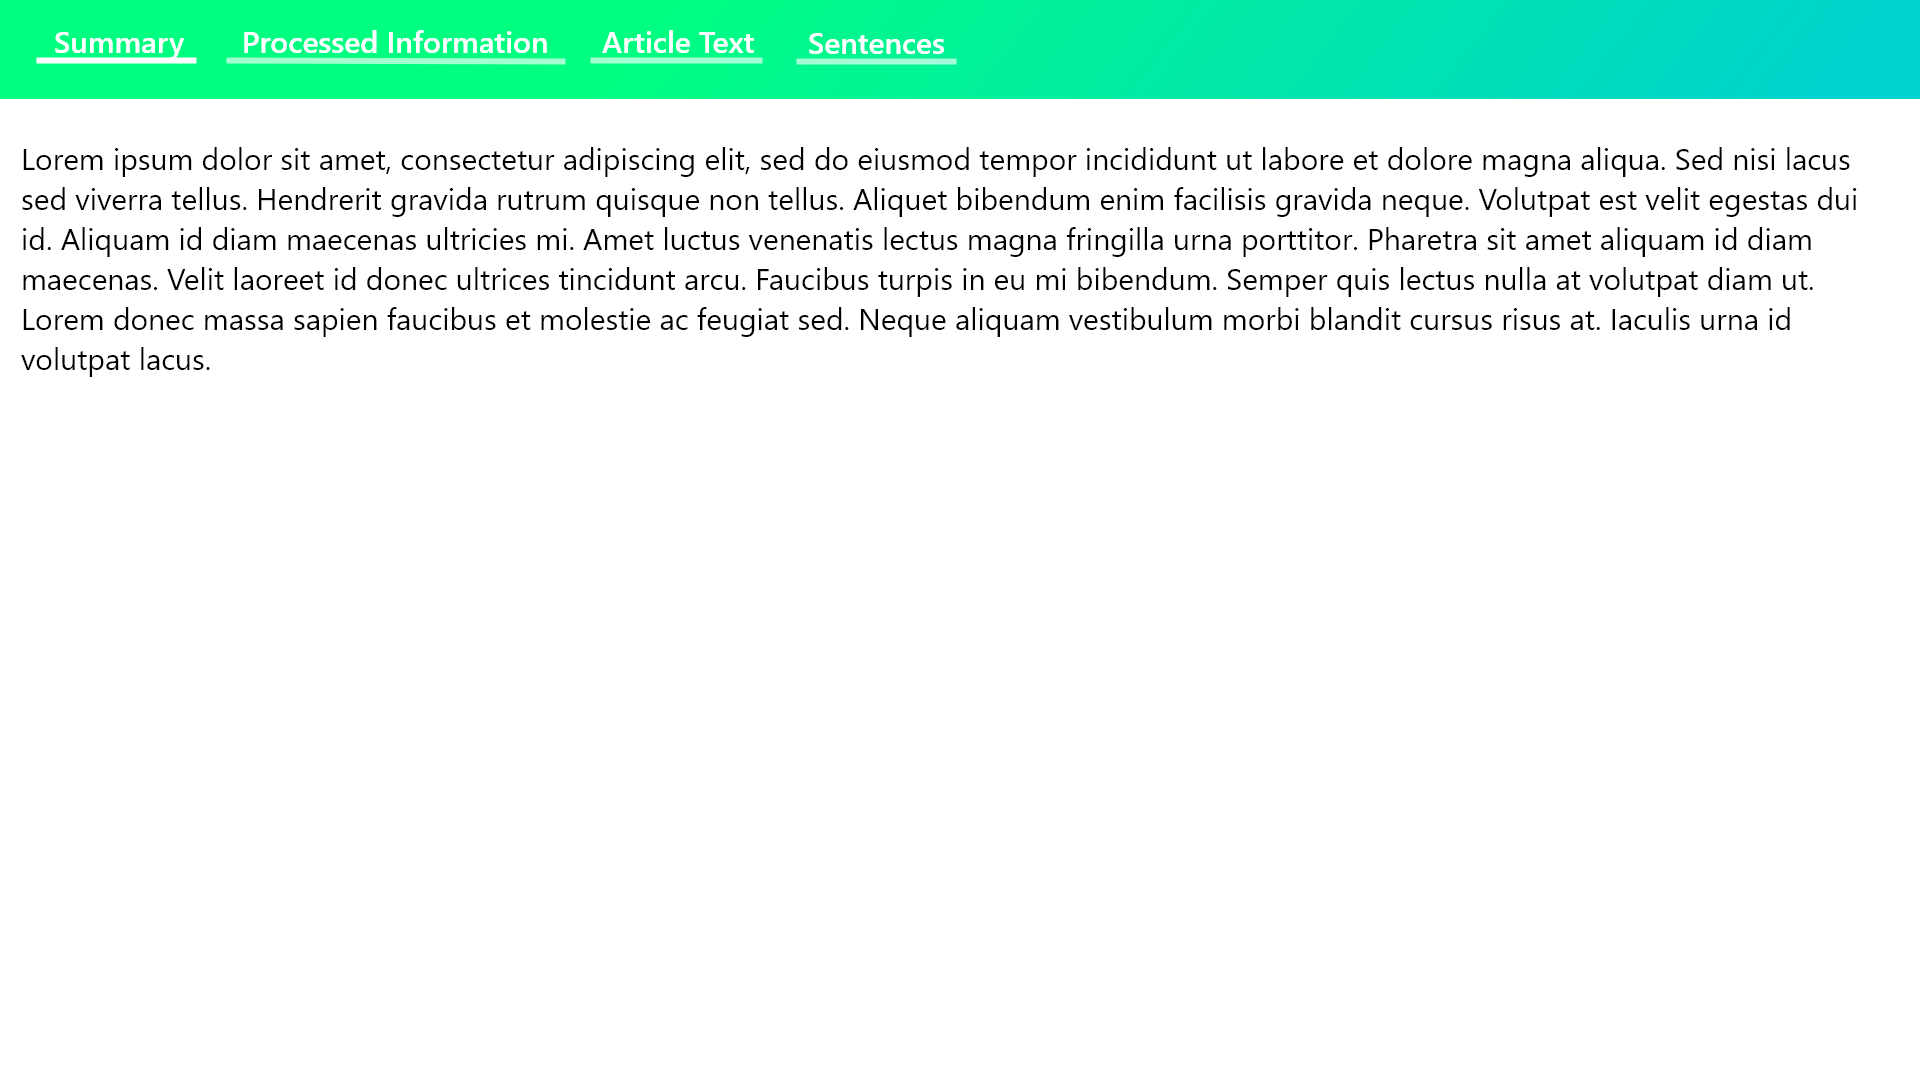 Summary Processed Information Article Text Sentences
Lorem ipsum dolor sit amet, consectetur adipiscing elit, sed do eiusmod tempor incididunt ut labore et dolore magna aliqua. Sed nisi lacus
sed viverra tellus. Hendrerit gravida rutrum quisque non tellus. Aliquet bibendum enim facilisis gravida neque. Volutpat est velit egestas dui
id. Aliquam id diam maecenas ultricies mi. Amet luctus venenatis lectus magna fringilla urna porttitor. Pharetra sit amet aliquam id diam
maecenas. Velit laoreet id donec ultrices tincidunt arcu. Faucibus turpis in eu mi bibendum. Semper quis lectus nulla at volutpat diam ut.
Lorem donec massa sapien faucibus et molestie ac feugiat sed. Neque aliquam vestibulum morbi blandit cursus risus at. Iaculis urna id
volutpat lacus.